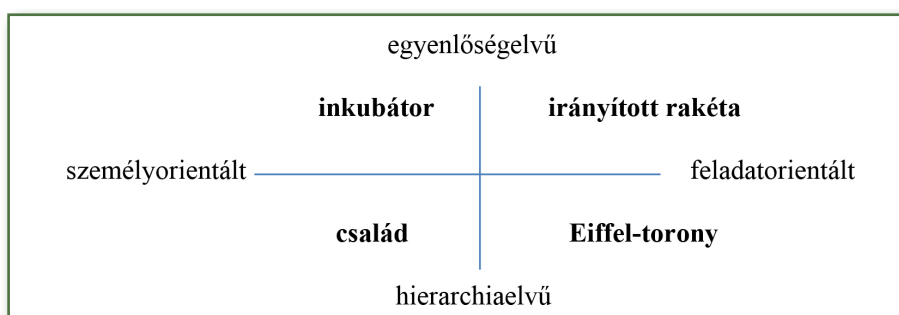 egyenlőségelvű
inkubátor irányított rakéta
személyorientált feladatorientált
család Eiffel-torony
hierarchiaelvű